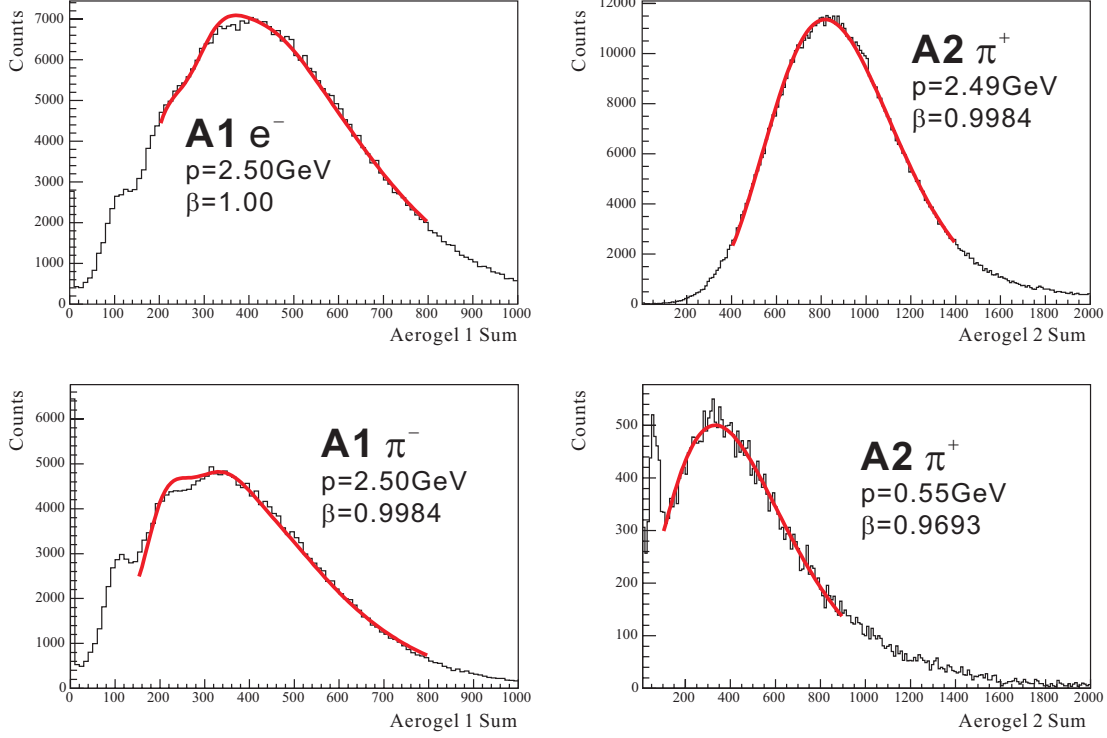 Counts
7000
6000
5000
4000
3000
2000
1000
0
0 100 200 300 400 500 600 700 800 900 1000
Aerogel 1 Sum
A1 e⁻
p=2.50GeV
β=1.00
Counts
12000
10000
8000
6000
4000
2000
0
200 400 600 800 1000 1200 1400 1600 1800 2000
Aerogel 2 Sum
A2 π⁺
p=2.49GeV
β=0.9984
Counts
6000
5000
4000
3000
2000
1000
0
0 100 200 300 400 500 600 700 800 900 1000
Aerogel 1 Sum
A1 π⁻
p=2.50GeV
β=0.9984
Counts
500
400
300
200
100
0
200 400 600 800 1000 1200 1400 1600 1800 2000
Aerogel 2 Sum
A2 π⁺
p=0.55GeV
β=0.9693